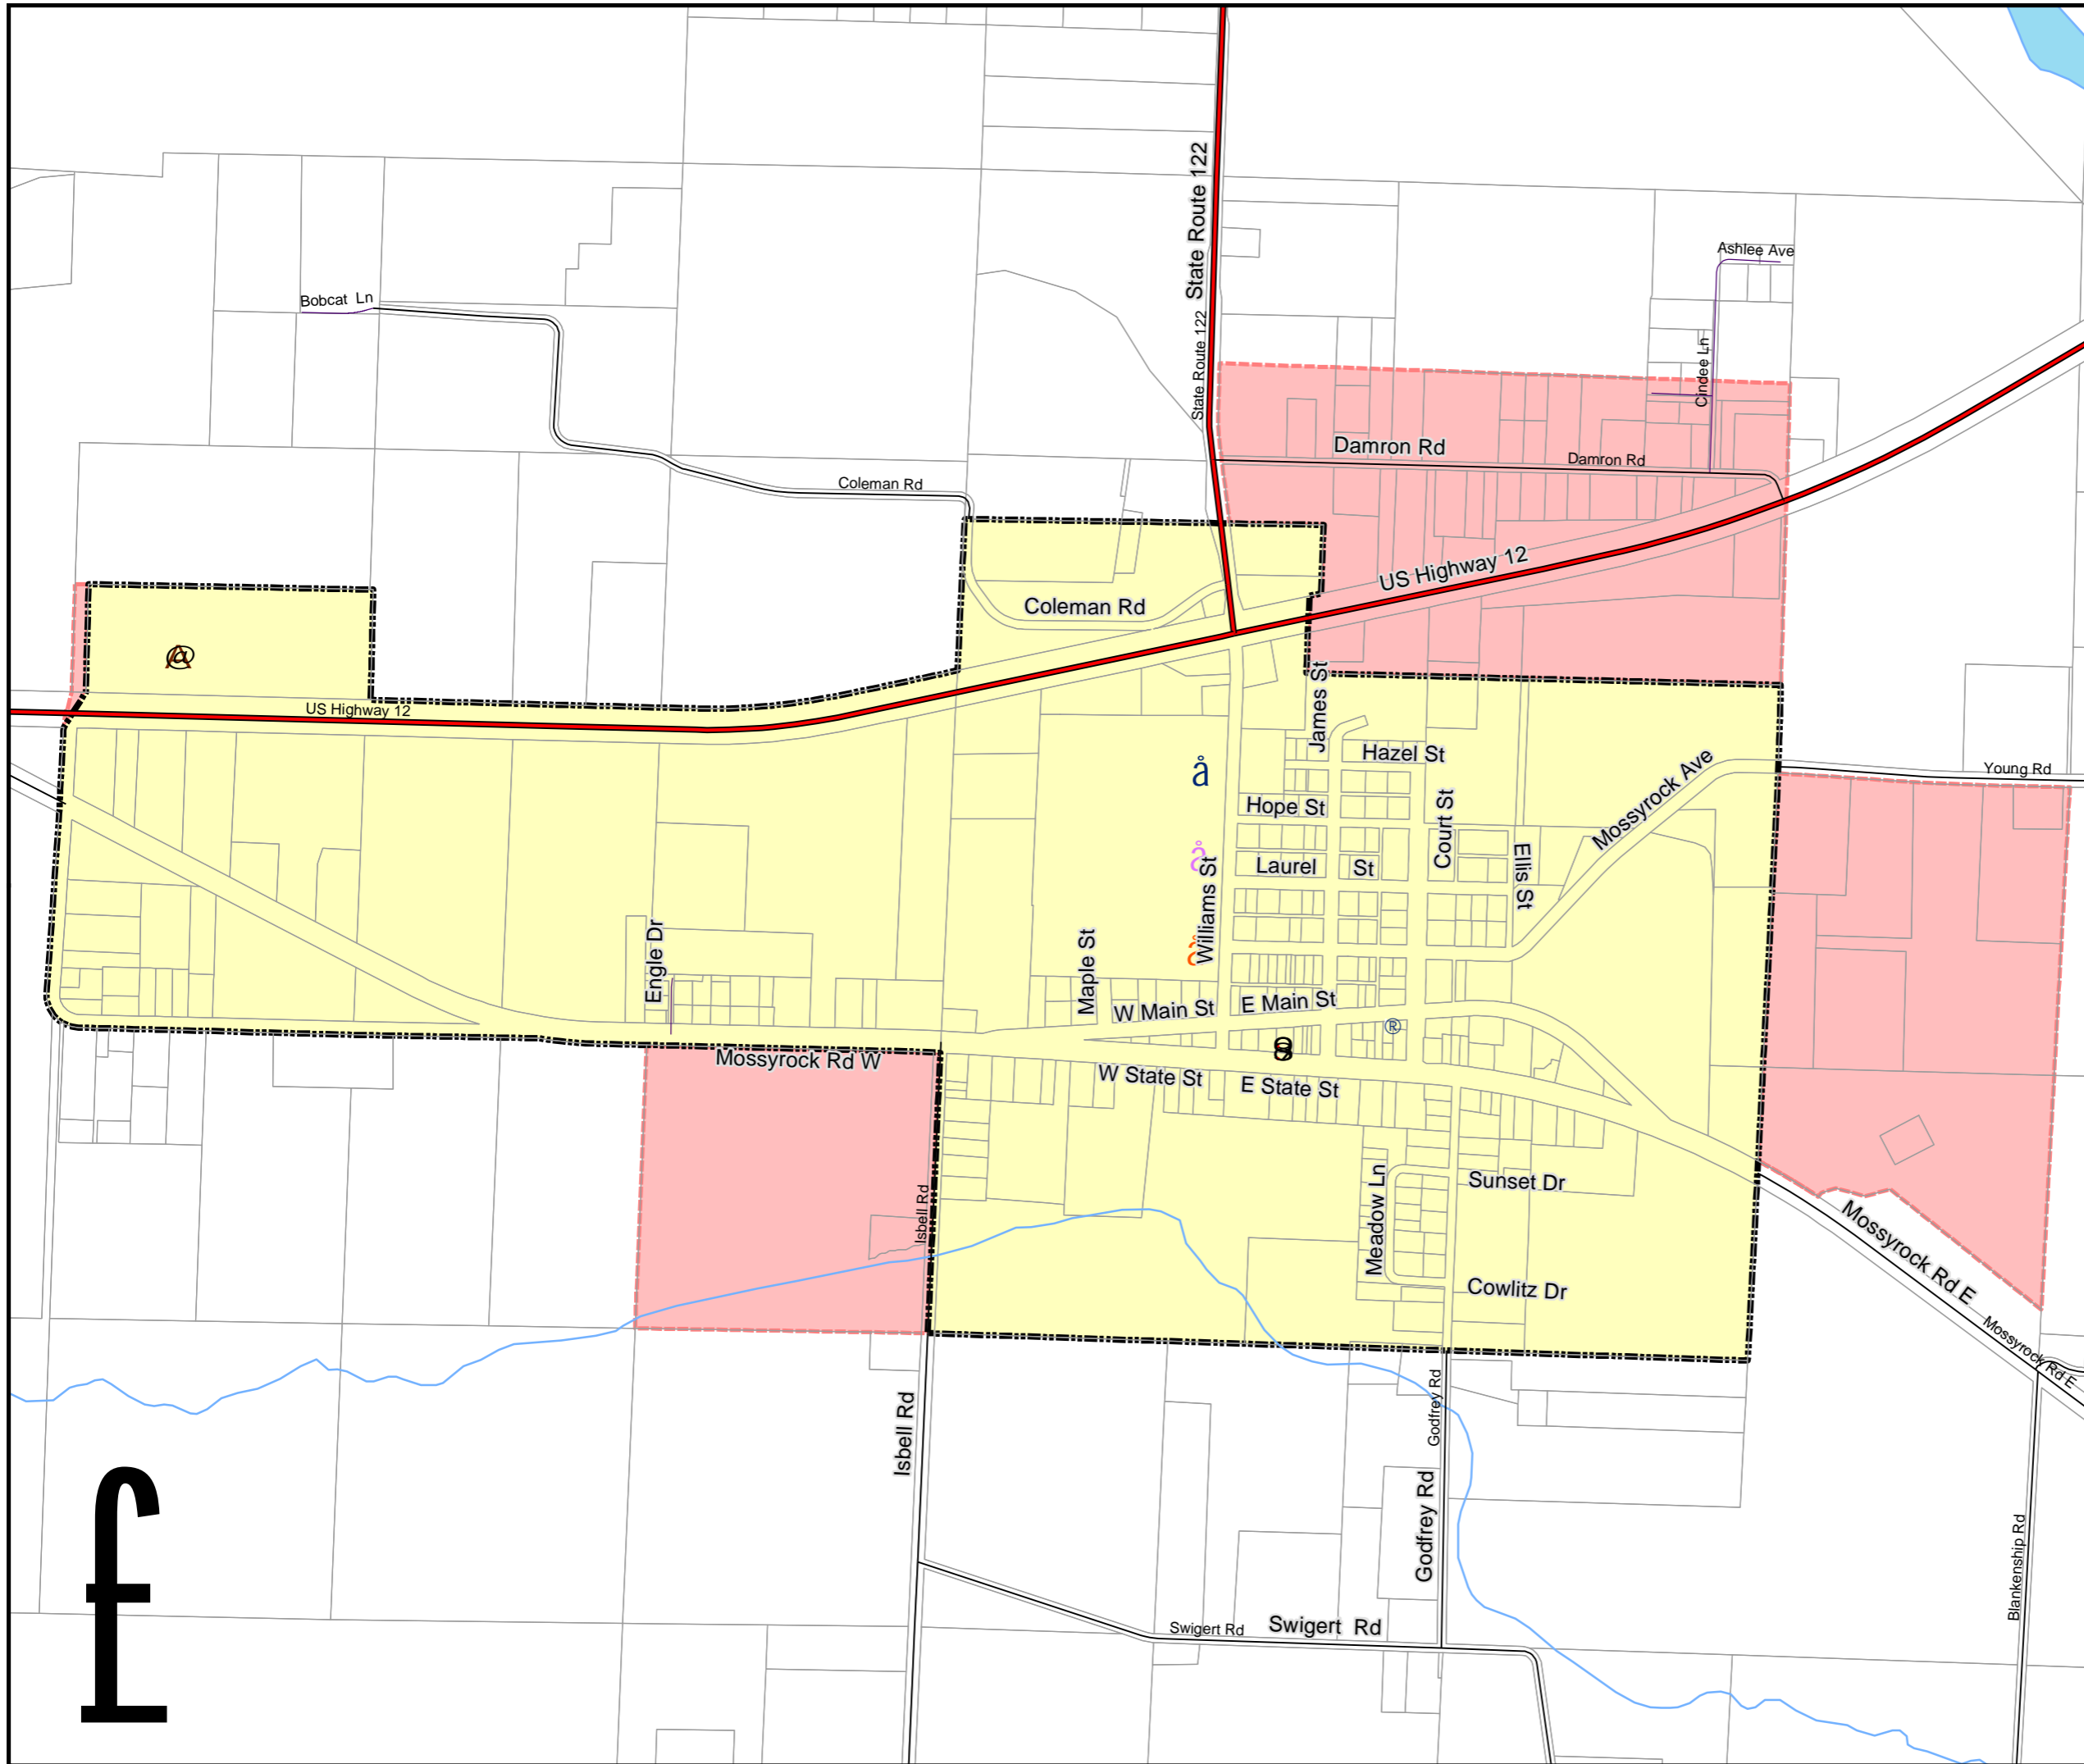 State Route 122
Ashlee Ave
Bobcat Ln
State Route 122
Cindee Ln
Damron Rd
Damron Rd
Coleman Rd
US Highway 12
Coleman Rd
@
A
US Highway 12
James St
Hazel St
Mossyrock Ave
Young Rd
å
Hope St
Court St
å
Laurel St
Williams St
Ellis St
å
Engle Dr
Maple St
W Main St
E Main St
®
8
Mossyrock Rd W
W State St
E State St
Isbell Rd
Meadow Ln
Sunset Dr
Cowlitz Dr
Mossyrock Rd E
Mossyrock Rd E
Isbell Rd
Godfrey Rd
Godfrey Rd
Blankenship Rd
Swigert Rd
Swigert Rd
f